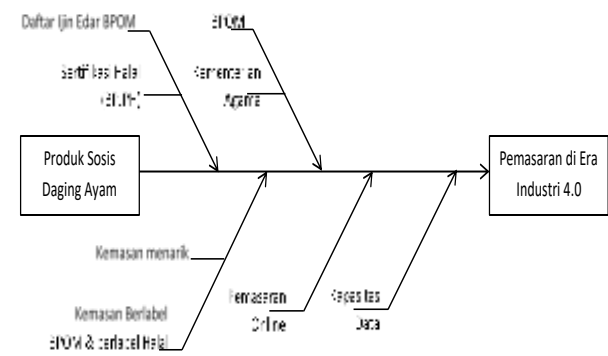 Daftar Ijin Edar BPOM
BPOM
Sertifikasi Halal
(BPJPH)
Kementerian
Agama
Produk Sosis
Daging Ayam
Pemasaran di Era
Industri 4.0
Kemasan menarik
Kemasan Berlabel
BPOM & berlabel Halal
Pemasaran
Online
Kapasitas
Data